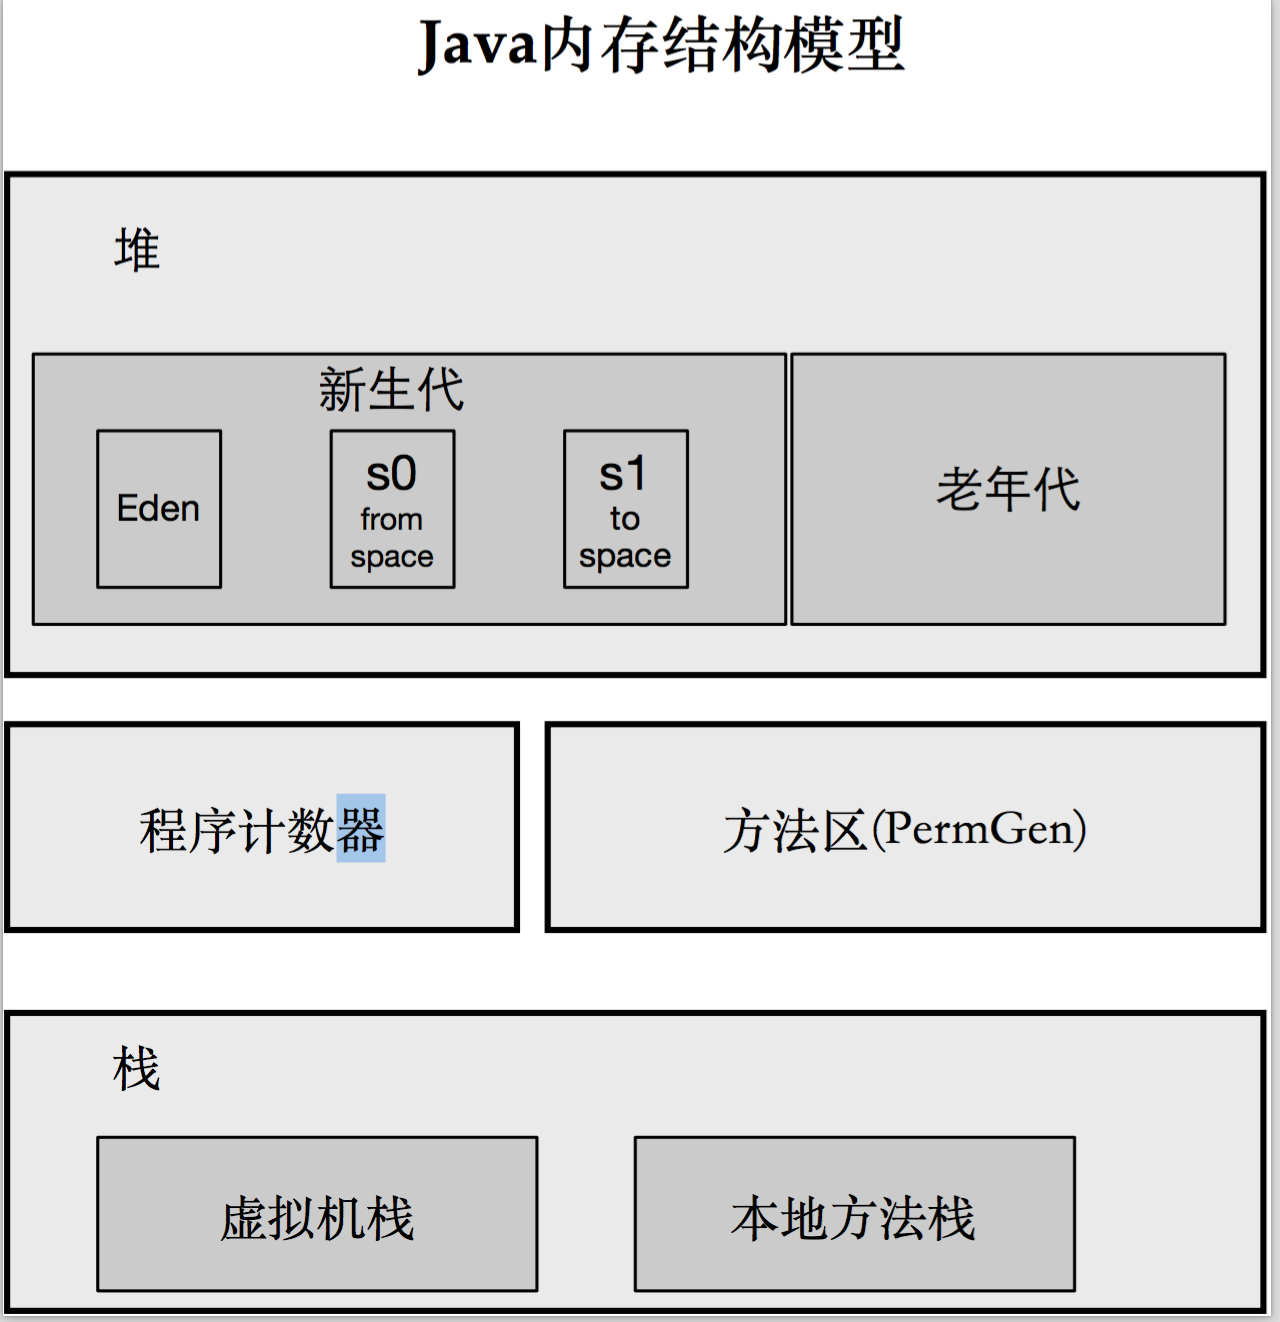 Java内存结构模型
堆
新生代
Eden
s0
from
space
s1
to
space
老年代
程序计数器
方法区(PermGen)
栈
虚拟机栈
本地方法栈